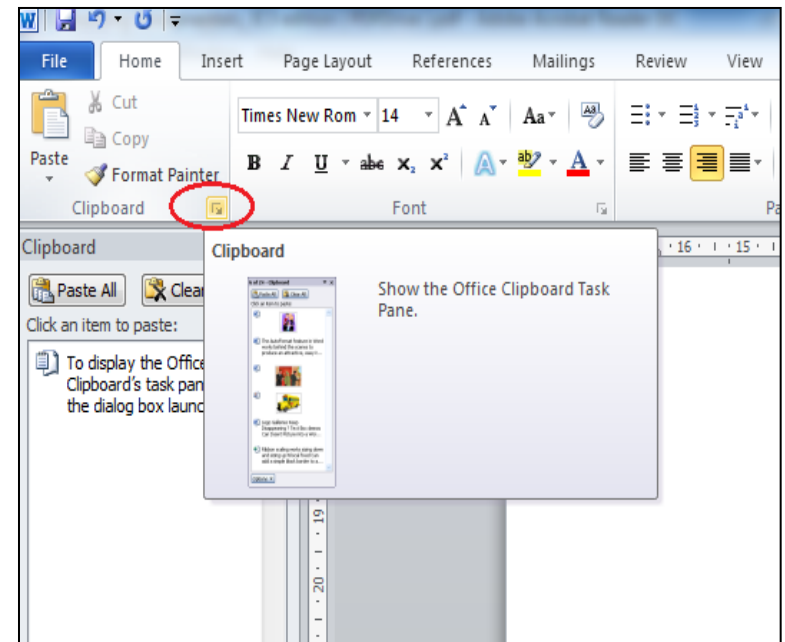 W
File Home Insert Page Layout References Mailings Review View
Cut
Copy
Paste
Format Painter
Times New Rom 14 A A Aa
B I U abc x₂ x² A ab A
Clipboard Font Pa
Clipboard
Paste All Clear
Click an item to paste:
To display the Office
Clipboard's task pan
the dialog box launc
Clipboard
Show the Office Clipboard Task
Pane.
16 15
19
20